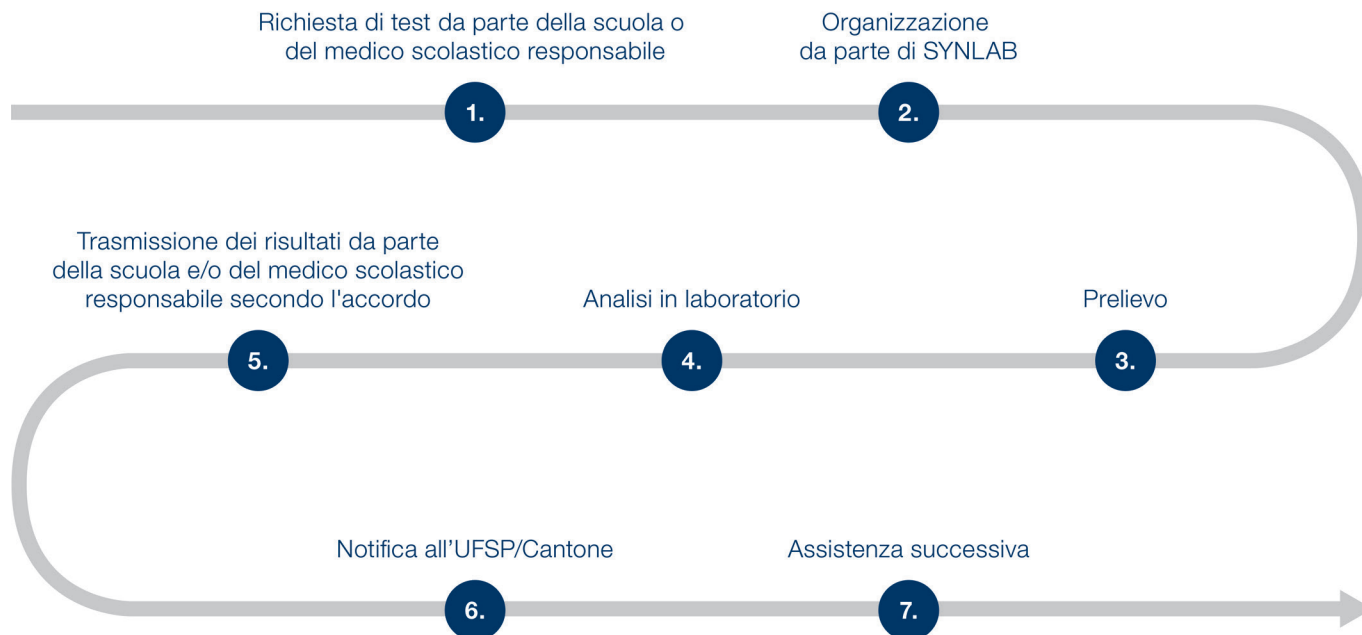 Richiesta di test da parte della scuola o
del medico scolastico responsabile
1.
Organizzazione
da parte di SYNLAB
2.
Prelievo
3.
Analisi in laboratorio
4.
Trasmissione dei risultati da parte
della scuola e/o del medico scolastico
responsabile secondo l'accordo
5.
Notifica all’UFSP/Cantone
6.
Assistenza successiva
7.